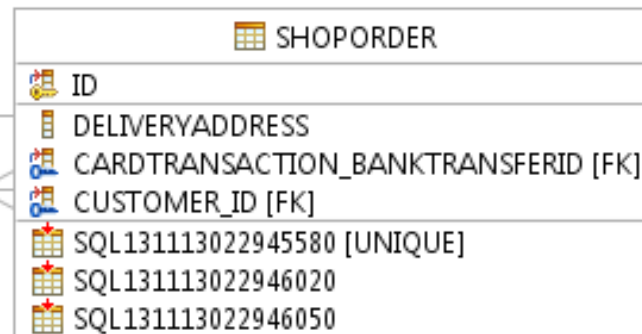 SHOPORDER
ID
DELIVERYADDRESS
CARDTRANSACTION_BANKTRANSFERID [FK]
CUSTOMER_ID [FK]
SQL131113022945580 [UNIQUE]
SQL131113022946020
SQL131113022946050